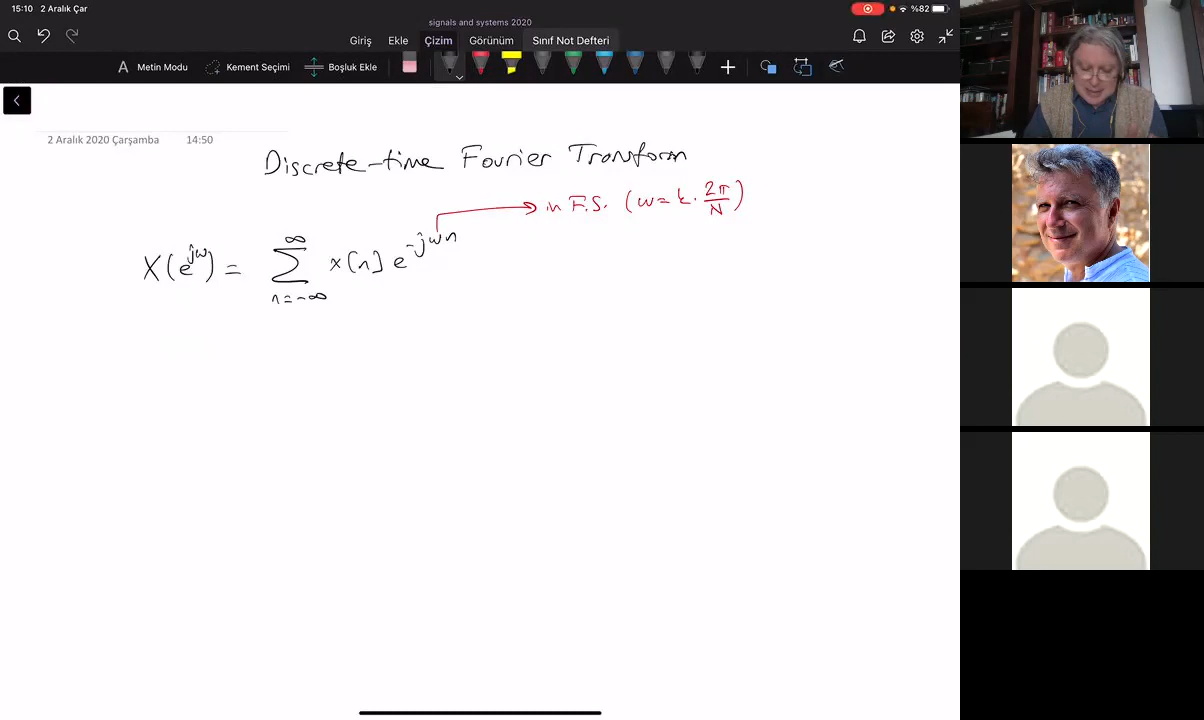 15:10 2 Aralık Çar %82
signals and systems 2020
Giriş Ekle Çizim Görünüm Sınıf Not Defteri
A Metin Modu Kement Seçimi Boşluk Ekle
2 Aralık 2020 Çarşamba 14:50
Discrete-time Fourier Transform
in F.S. (ω = k. 2π/N)
X(e^{jω}) = ∑_{n=-∞}^{∞} x[n] e^{-jωn}